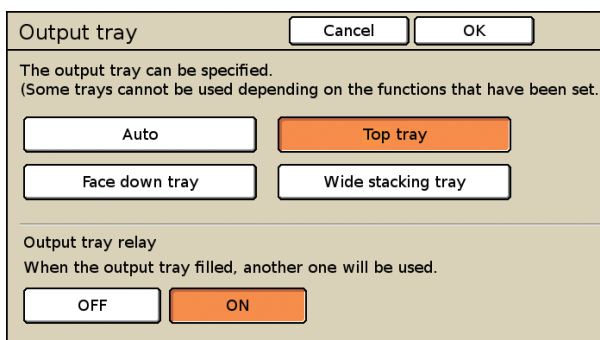 Output tray Cancel OK
The output tray can be specified.
(Some trays cannot be used depending on the functions that have been set.
Auto Top tray
Face down tray Wide stacking tray
Output tray relay
When the output tray filled, another one will be used.
OFF ON